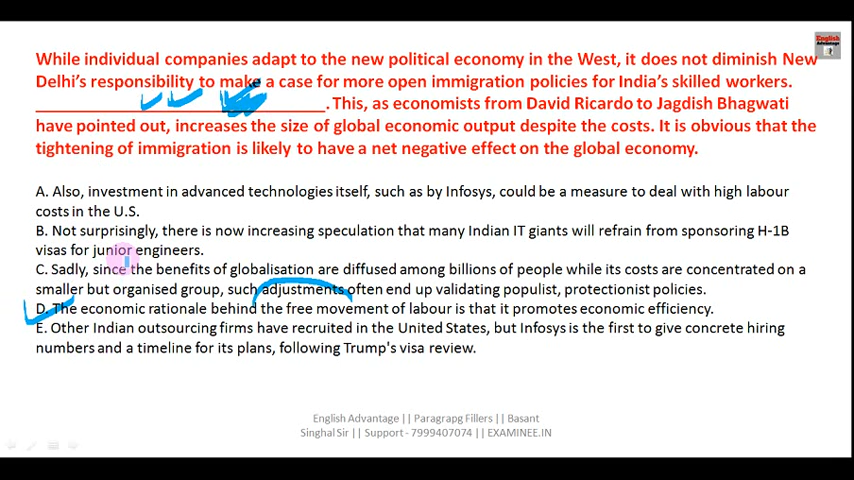 English
Advantage
While individual companies adapt to the new political economy in the West, it does not diminish New
Delhi's responsibility to make a case for more open immigration policies for India's skilled workers.
______________________________. This, as economists from David Ricardo to Jagdish Bhagwati
have pointed out, increases the size of global economic output despite the costs. It is obvious that the
tightening of immigration is likely to have a net negative effect on the global economy.
A. Also, investment in advanced technologies itself, such as by Infosys, could be a measure to deal with high labour
costs in the U.S.
B. Not surprisingly, there is now increasing speculation that many Indian IT giants will refrain from sponsoring H-1B
visas for junior engineers.
C. Sadly, since the benefits of globalisation are diffused among billions of people while its costs are concentrated on a
smaller but organised group, such adjustments often end up validating populist, protectionist policies.
D. The economic rationale behind the free movement of labour is that it promotes economic efficiency.
E. Other Indian outsourcing firms have recruited in the United States, but Infosys is the first to give concrete hiring
numbers and a timeline for its plans, following Trump's visa review.
English Advantage || Paragrapg Fillers || Basant
Singhal Sir || Support - 7999407074 || EXAMINEE.IN